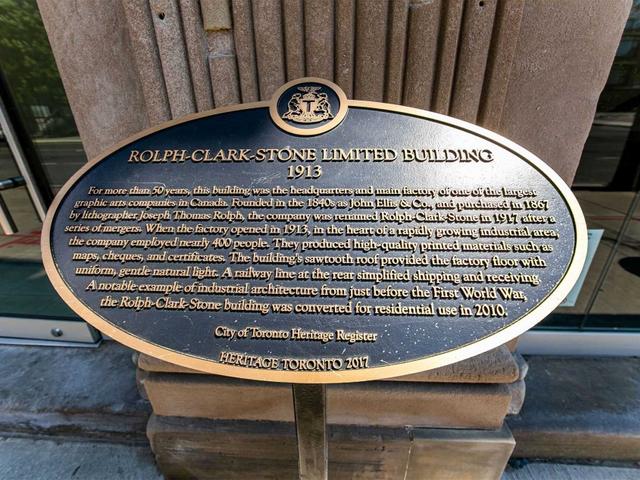 T
ROLPH-CLARK-STONE LIMITED BUILDING
1913
For more than 50 years, this building was the headquarters and main factory of one of the largest
graphic arts companies in Canada. Founded in the 1840s as John Ellis & Co., and purchased in 1867
by lithographer Joseph Thomas Rolph, the company was renamed Rolph-Clark-Stone in 1917 after a
series of mergers. When the factory opened in 1913, in the heart of a rapidly growing industrial area,
the company employed nearly 400 people. They produced high-quality printed materials such as
maps, cheques, and certificates. The building's sawtooth roof provided the factory floor with
uniform, gentle natural light. A railway line at the rear simplified shipping and receiving.
A notable example of industrial architecture from just before the First World War,
the Rolph-Clark-Stone building was converted for residential use in 2010.
City of Toronto Heritage Register
HERITAGE TORONTO 2017